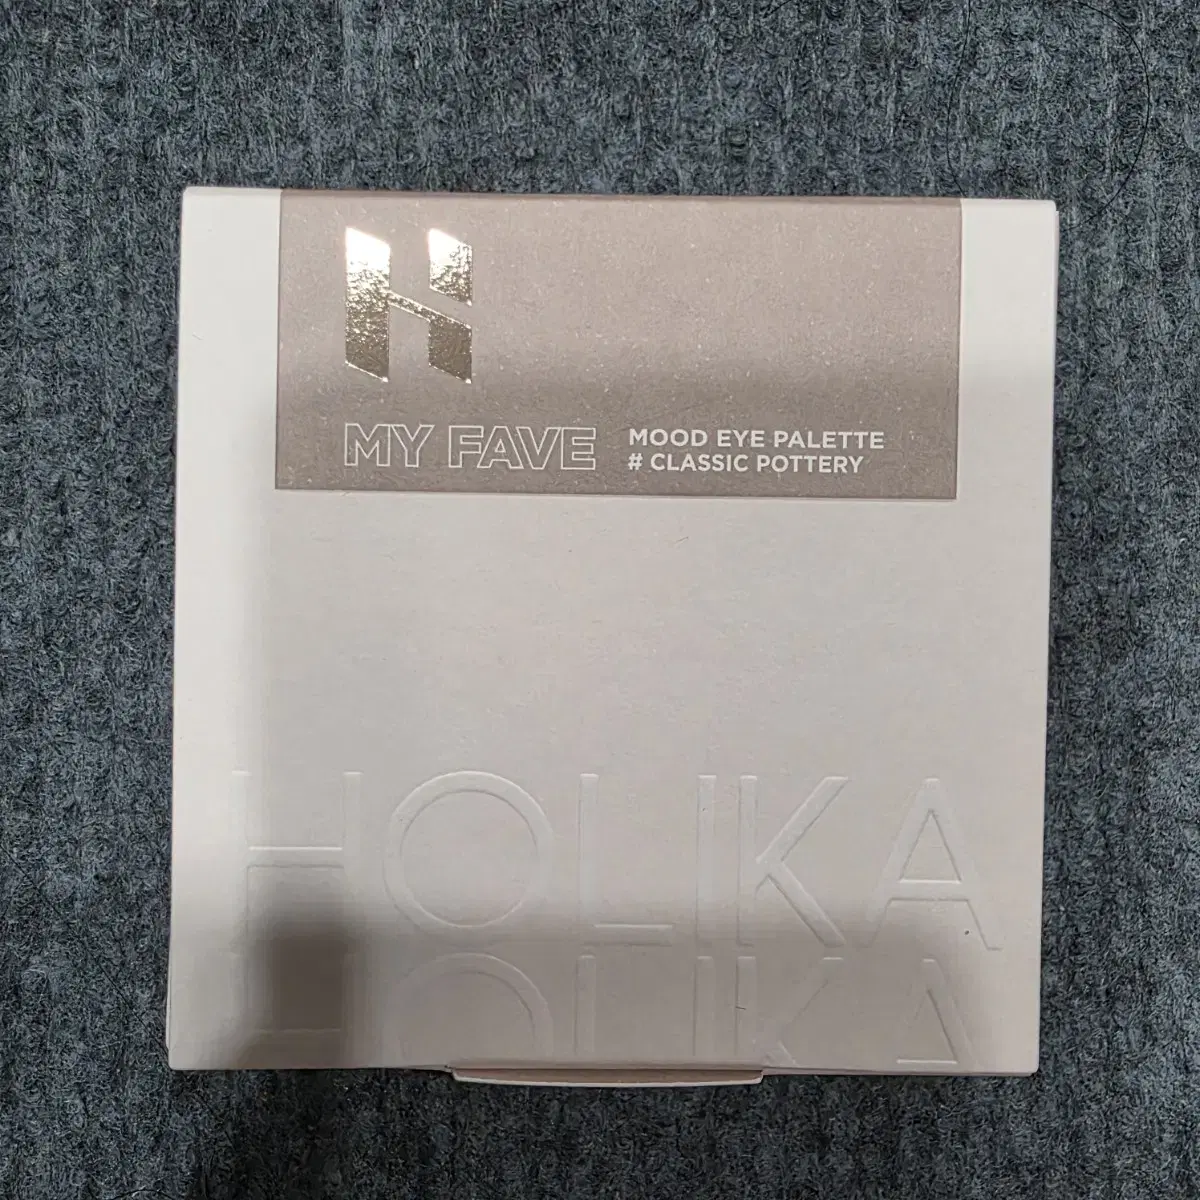 H
MY FAVE
MOOD EYE PALETTE
# CLASSIC POTTERY
HOLIKA
HOLIKA